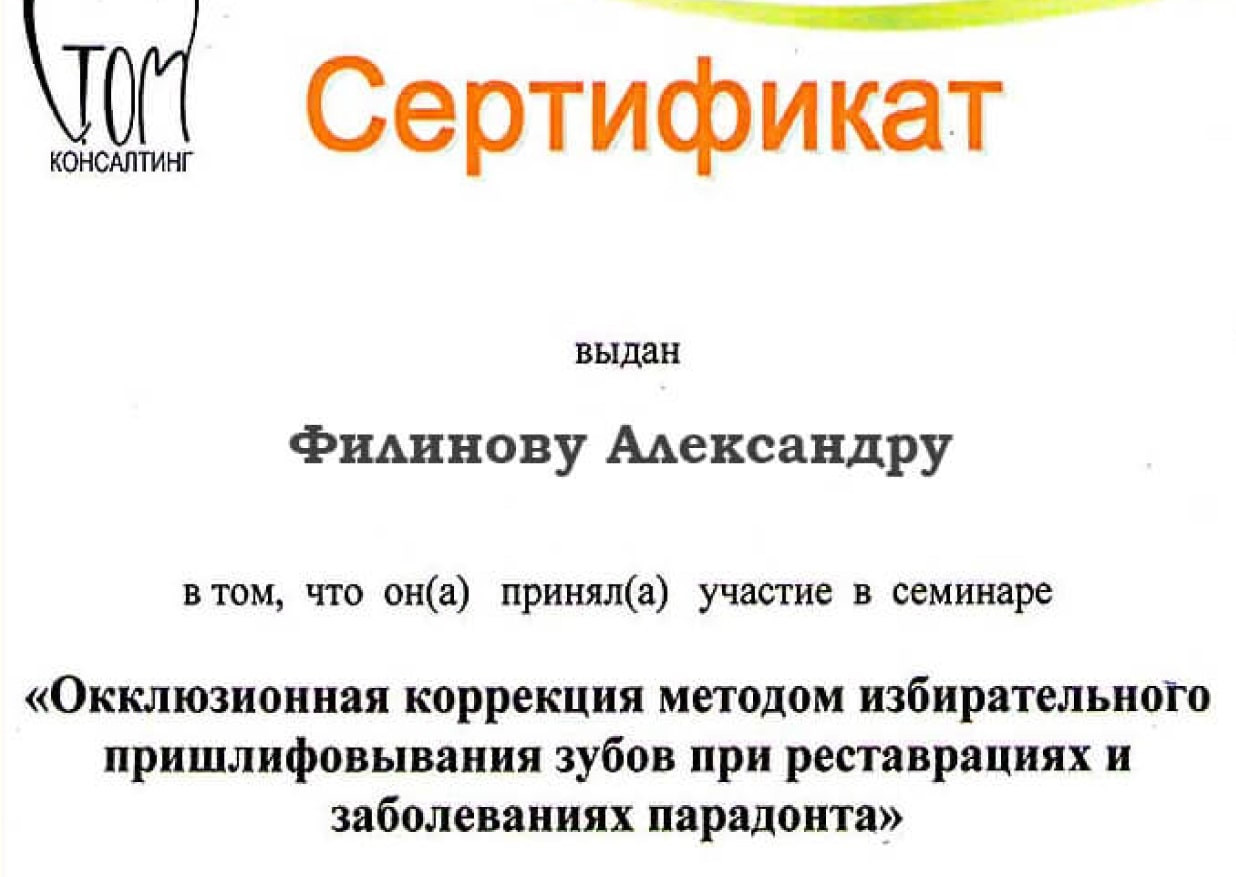 ТОМ
КОНСАЛТИНГ
Сертификат
выдан
Филинову Александру
в том, что он(а) принял(а) участие в семинаре
«Окклюзионная коррекция методом избирательного
пришлифовывания зубов при реставрациях и
заболеваниях парадонта»